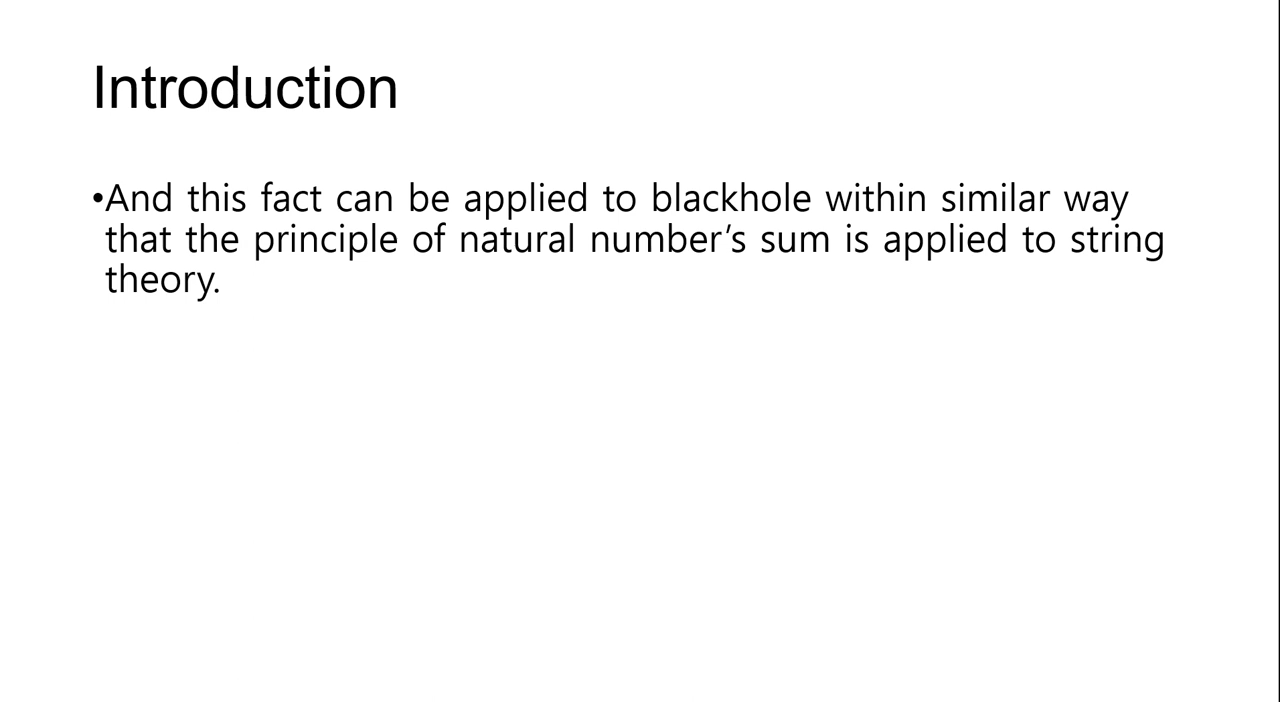 Introduction
•And this fact can be applied to blackhole within similar way
that the principle of natural number’s sum is applied to string
theory.